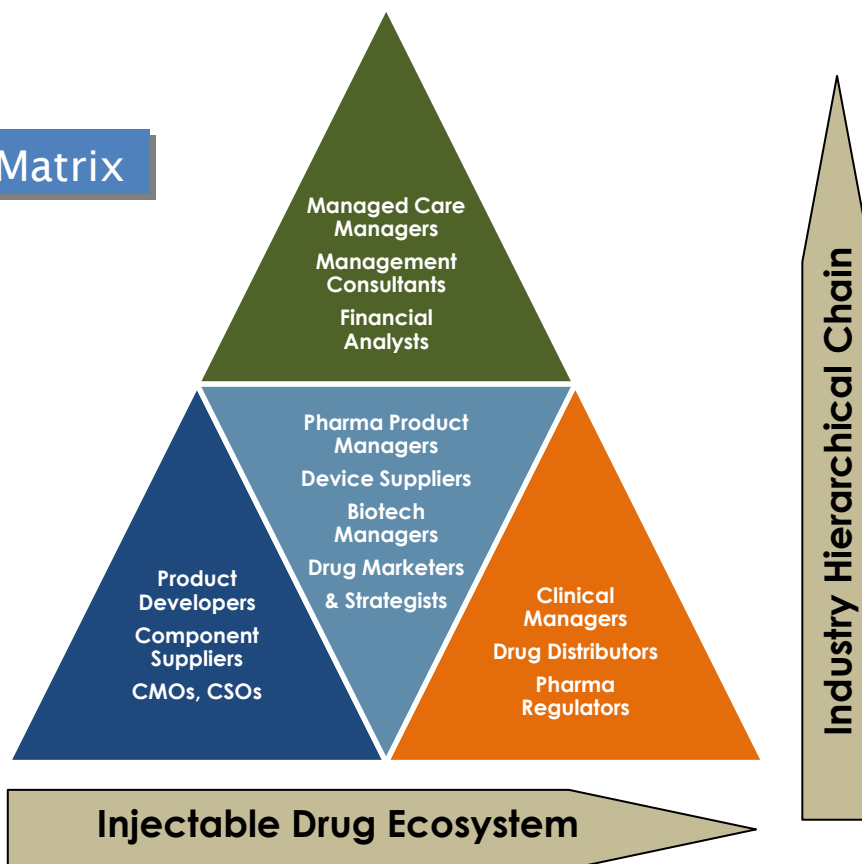 Matrix
Managed Care
Managers
Management
Consultants
Financial
Analysts
Pharma Product
Managers
Device Suppliers
Biotech
Managers
Drug Marketers
& Strategists
Product
Developers
Component
Suppliers
CMOs, CSOs
Clinical
Managers
Drug Distributors
Pharma
Regulators
Injectable Drug Ecosystem
Industry Hierarchical Chain